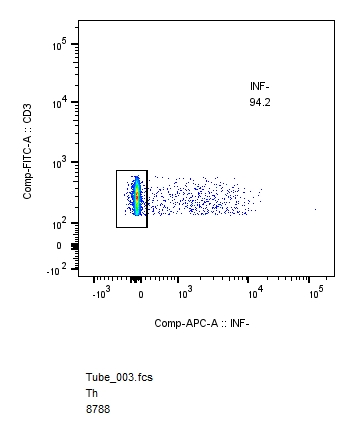 INF-
94.2
10^5
10^4
10^3
10^2
0
-10^2
Comp-FITC-A :: CD3
-10^3
0
10^3
10^4
10^5
Comp-APC-A :: INF-
Tube_003.fcs
Th
8788